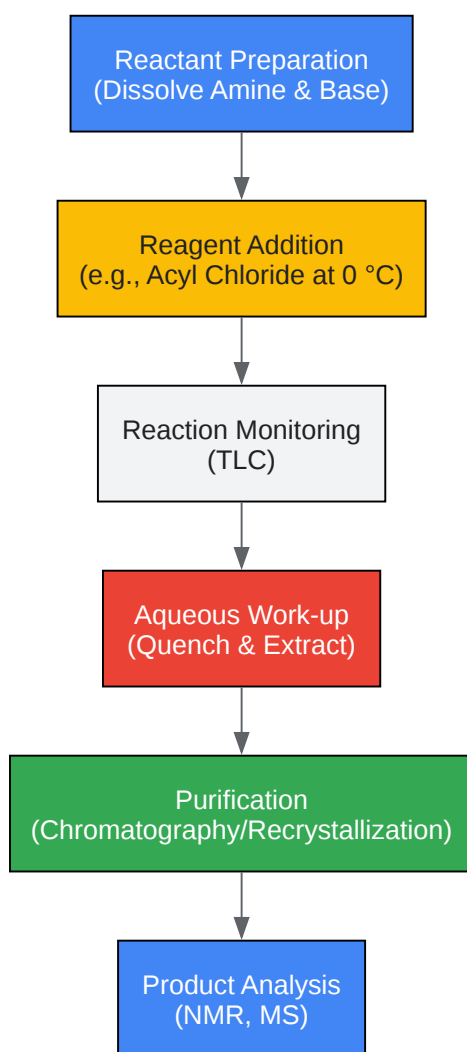 Reactant Preparation
(Dissolve Amine & Base)
Reagent Addition
(e.g., Acyl Chloride at 0 °C)
Reaction Monitoring
(TLC)
Aqueous Work-up
(Quench & Extract)
Purification
(Chromatography/Recrystallization)
Product Analysis
(NMR, MS)